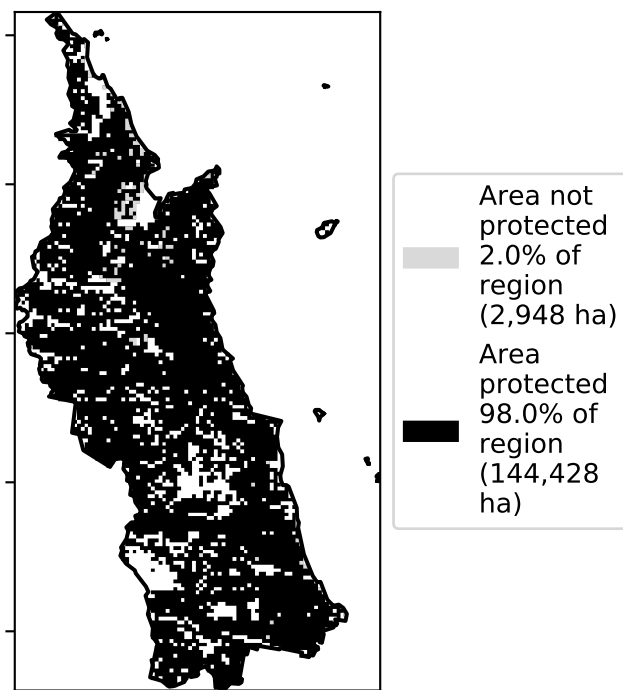 Area not
protected
2.0% of
region
(2,948 ha)
Area
protected
98.0% of
region
(144,428
ha)